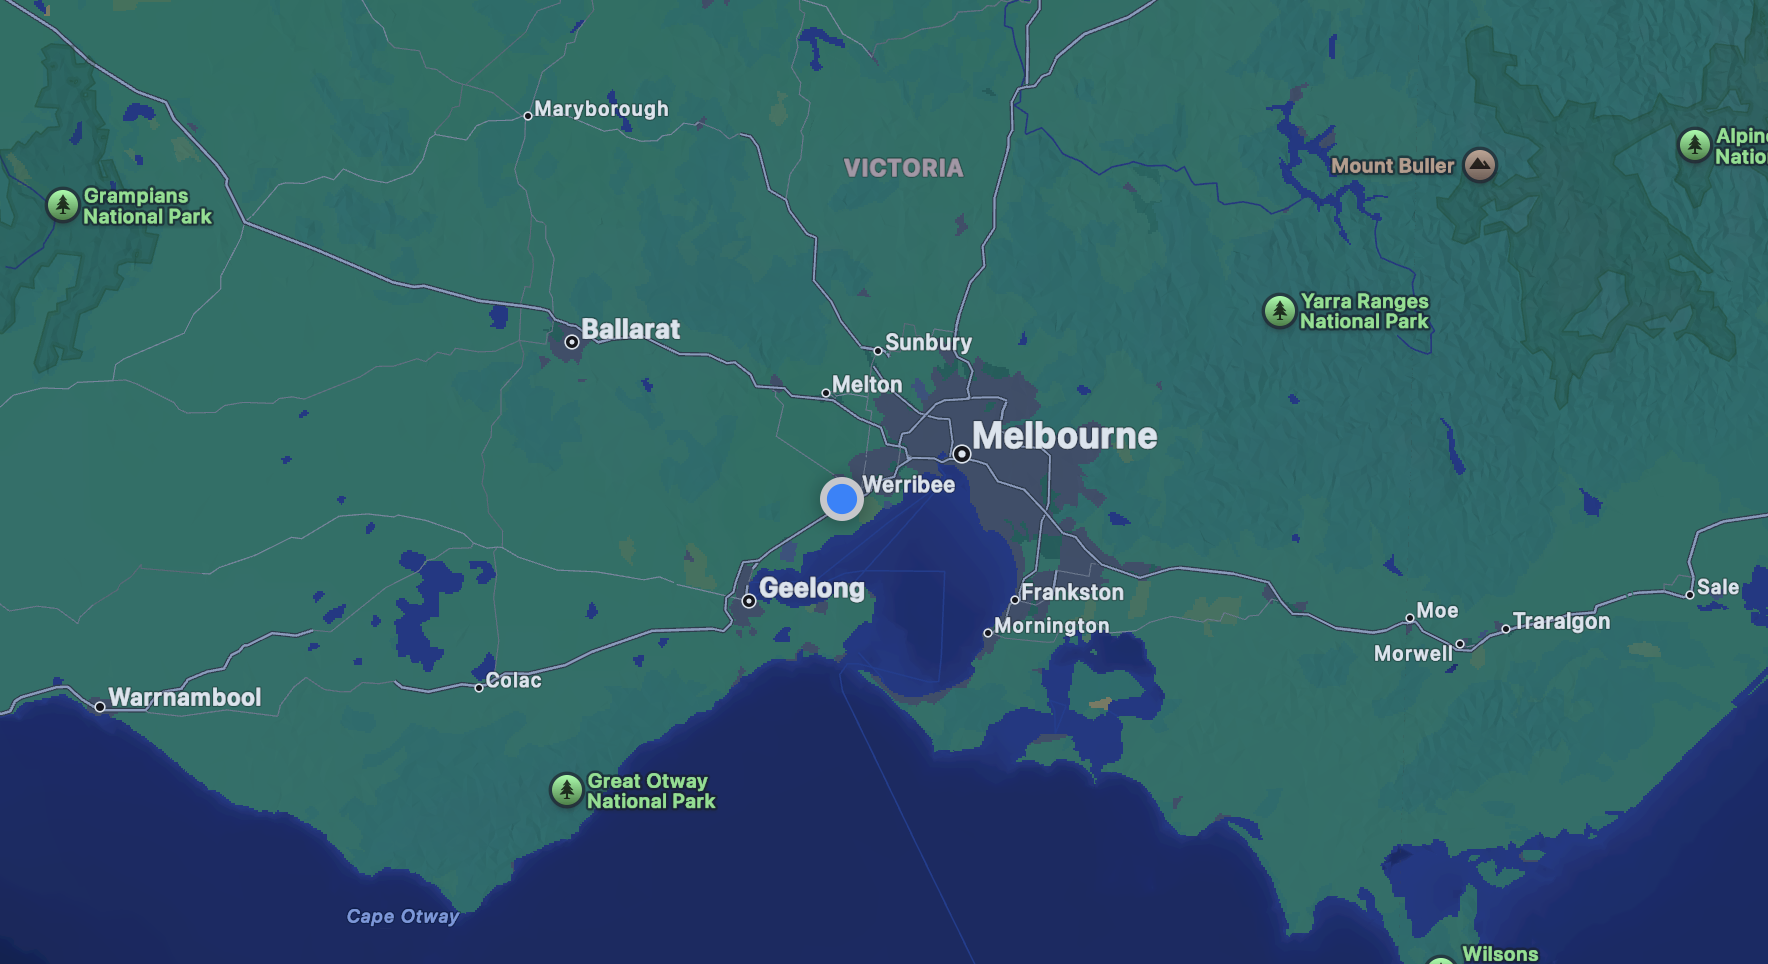 Maryborough
Alpin
Natio
VICTORIA
Mount Buller
Grampians
National Park
Yarra Ranges
National Park
Ballarat
Sunbury
Melton
Melbourne
Werribee
Geelong
Frankston
Sale
Moe
Mornington
Traralgon
Morwell
Colac
Warrnambool
Great Otway
National Park
Cape Otway
Wilsons